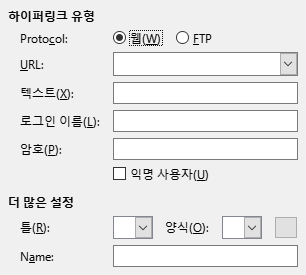 하이퍼링크 유형
Protocol: 웹(W) FTP
URL:
텍스트(X):
로그인 이름(L):
암호(P):
익명 사용자(U)
더 많은 설정
틀(R): 양식(O):
Name: